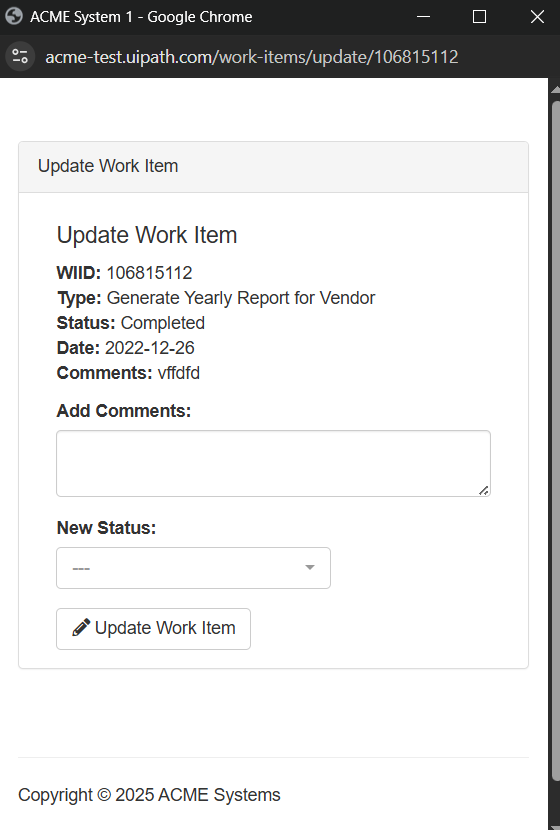 ACME System 1 - Google Chrome
acme-test.uipath.com/work-items/update/106815112
Update Work Item
Update Work Item
WIID: 106815112
Type: Generate Yearly Report for Vendor
Status: Completed
Date: 2022-12-26
Comments: vffdfd
Add Comments:
New Status:
---
Update Work Item
Copyright © 2025 ACME Systems